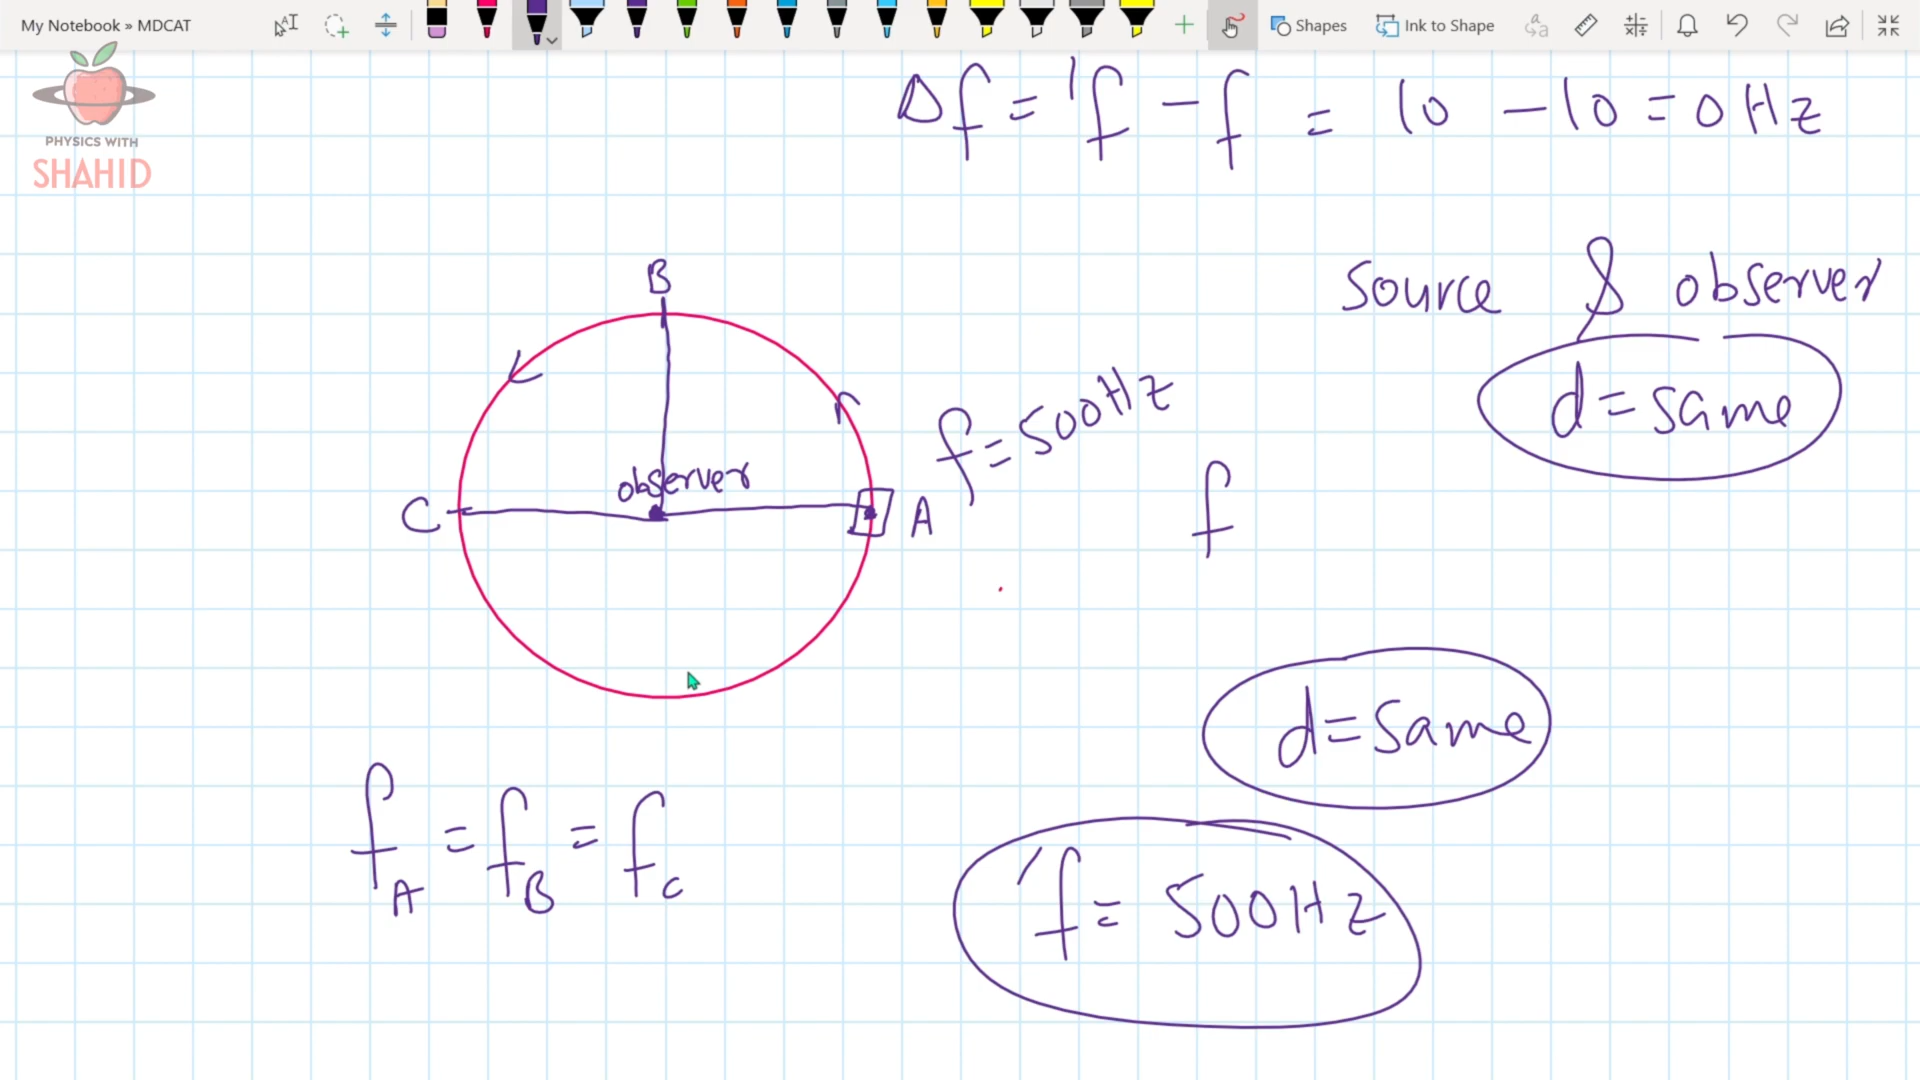 My Notebook » MDCAT
Shapes
Ink to Shape
PHYSICS WITH
SHAHID
Δf = 'f - f = 10 - 10 = 0 Hz
Source & observer
d = same
B
observer
C
A
f = 500Hz
f
d = same
f_A = f_B = f_C
'f = 500Hz